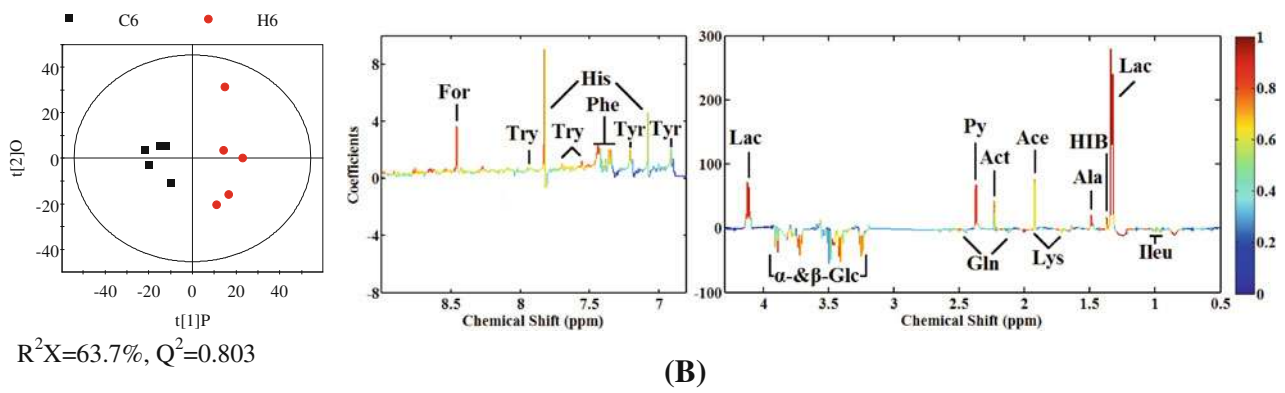 C6 H6
t[2]O
40
20
0
-20
-40
-40 -20 0 20 40
t[1]P
R²X=63.7%, Q²=0.803
Coefficients
8
4
0
-4
-8
For
Try
His
Try
Phe
Tyr
Tyr
8.5 8 7.5 7
Chemical Shift (ppm)
300
200
100
0
-100
Lac
α-&β-Glc
Py
Act
Gln
Ace
Lys
HIB
Ala
Lac
Ileu
4 3.5 3 2.5 2 1.5 1 0.5
Chemical Shift (ppm)
1
0.8
0.6
0.4
0.2
0
(B)